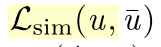 ℒ_sim(u, ū)